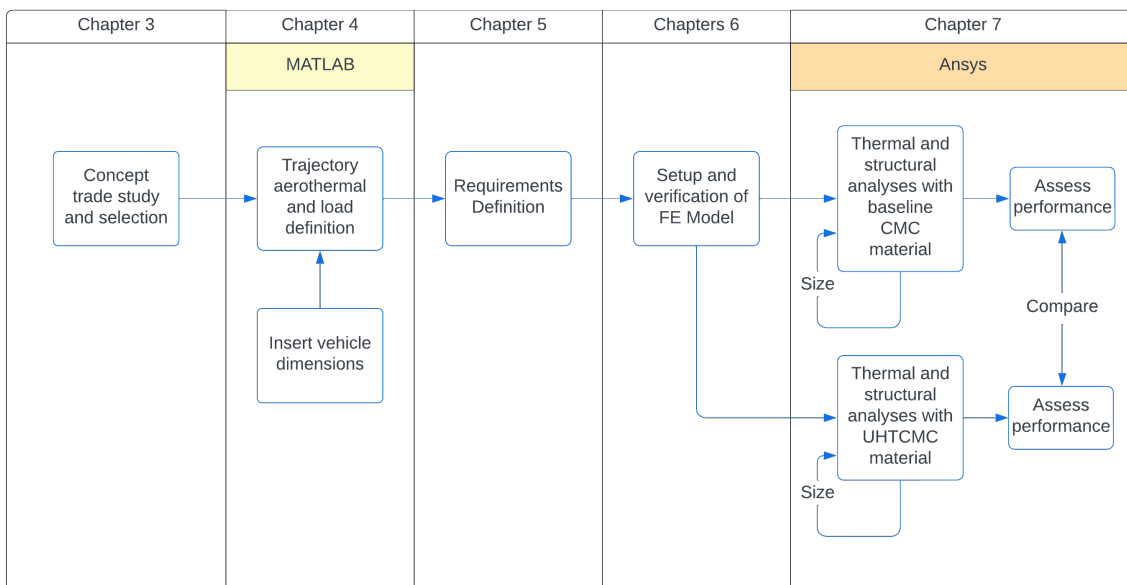 Chapter 3
Chapter 4
Chapter 5
Chapters 6
Chapter 7
MATLAB
Ansys
Concept
trade study
and selection
Trajectory
aerothermal
and load
definition
Insert vehicle
dimensions
Requirements
Definition
Setup and
verification of
FE Model
Thermal and
structural
analyses with
baseline
CMC
material
Size
Assess
performance
Compare
Thermal and
structural
analyses with
UHTCMC
material
Size
Assess
performance